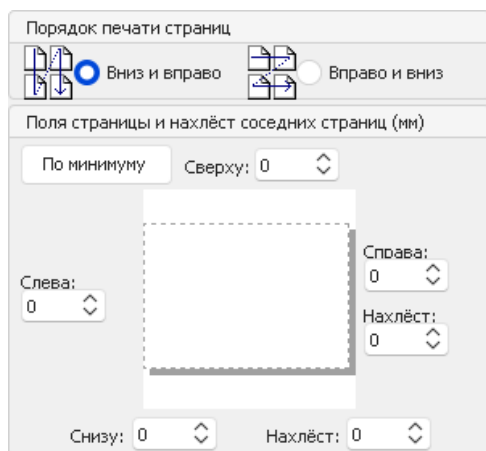 Порядок печати страниц
Вниз и вправо
Вправо и вниз
Поля страницы и нахлёст соседних страниц (мм)
По минимуму
Сверху: 0
Справа:
0
Слева:
0
Нахлёст:
0
Снизу: 0
Нахлёст: 0